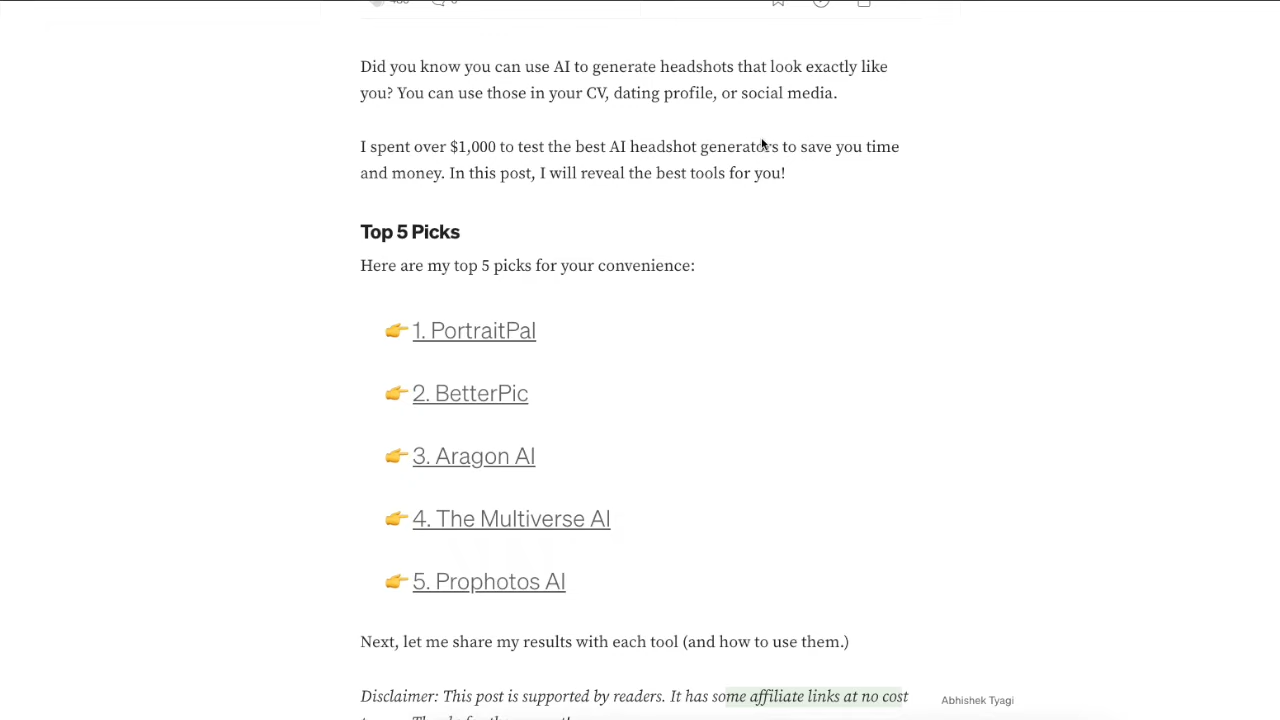 Did you know you can use AI to generate headshots that look exactly like
you? You can use those in your CV, dating profile, or social media.
I spent over $1,000 to test the best AI headshot generators to save you time
and money. In this post, I will reveal the best tools for you!
Top 5 Picks
Here are my top 5 picks for your convenience:
👉 1. PortraitPal
👉 2. BetterPic
👉 3. Aragon AI
👉 4. The Multiverse AI
👉 5. Prophotos AI
Next, let me share my results with each tool (and how to use them.)
Disclaimer: This post is supported by readers. It has some affiliate links at no cost
Abhishek Tyagi